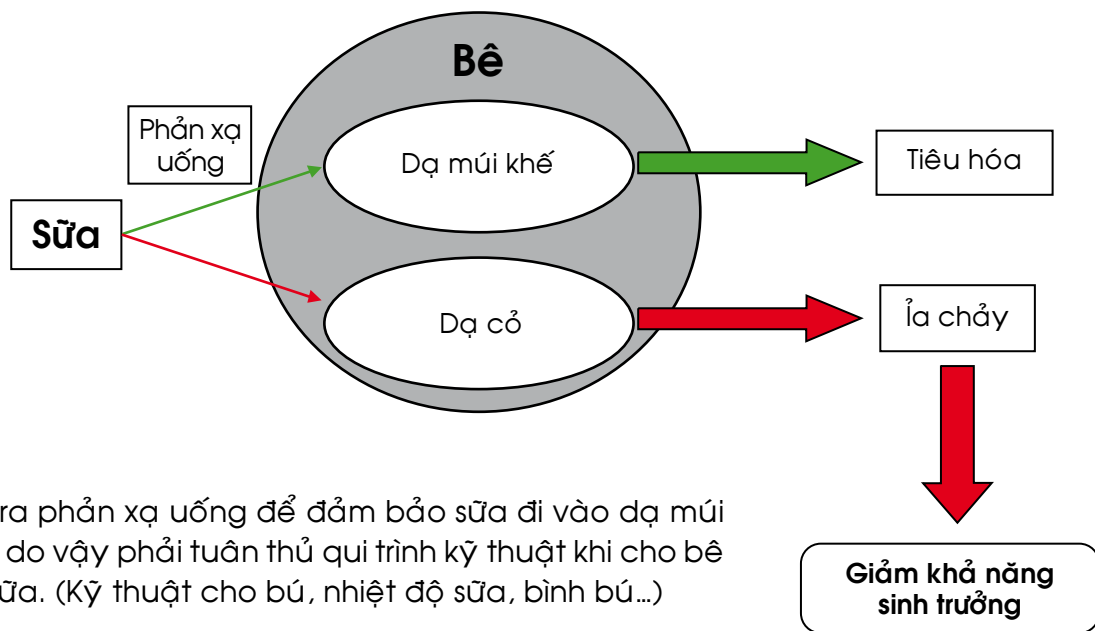 Bê
Phản xạ
uống
Dạ múi khế
Tiêu hóa
Sữa
Dạ cỏ
Ỉa chảy
ra phản xạ uống để đảm bảo sữa đi vào dạ múi
do vậy phải tuân thủ qui trình kỹ thuật khi cho bê
ữa. (Kỹ thuật cho bú, nhiệt độ sữa, bình bú...)
Giảm khả năng
sinh trưởng